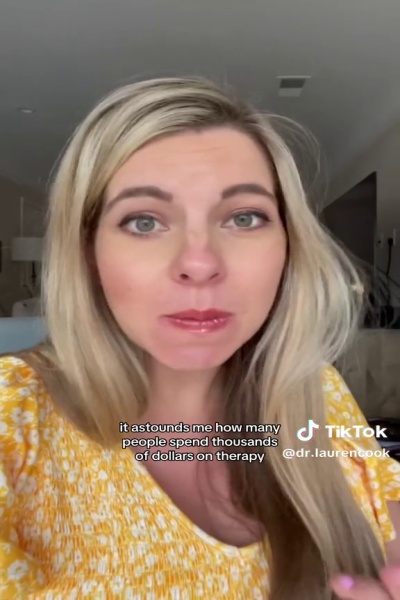 it astounds me how many
people spend thousands
of dollars on therapy
TikTok
@dr.laurencook